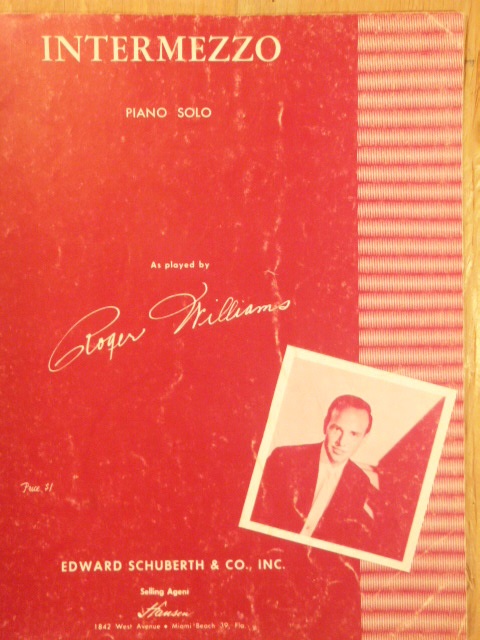 INTERMEZZO
PIANO SOLO
As played by
Roger Williams
Price $1
EDWARD SCHUBERTH & CO., INC.
Selling Agent
Hansen
1842 West Avenue • Miami Beach 39, Fla.